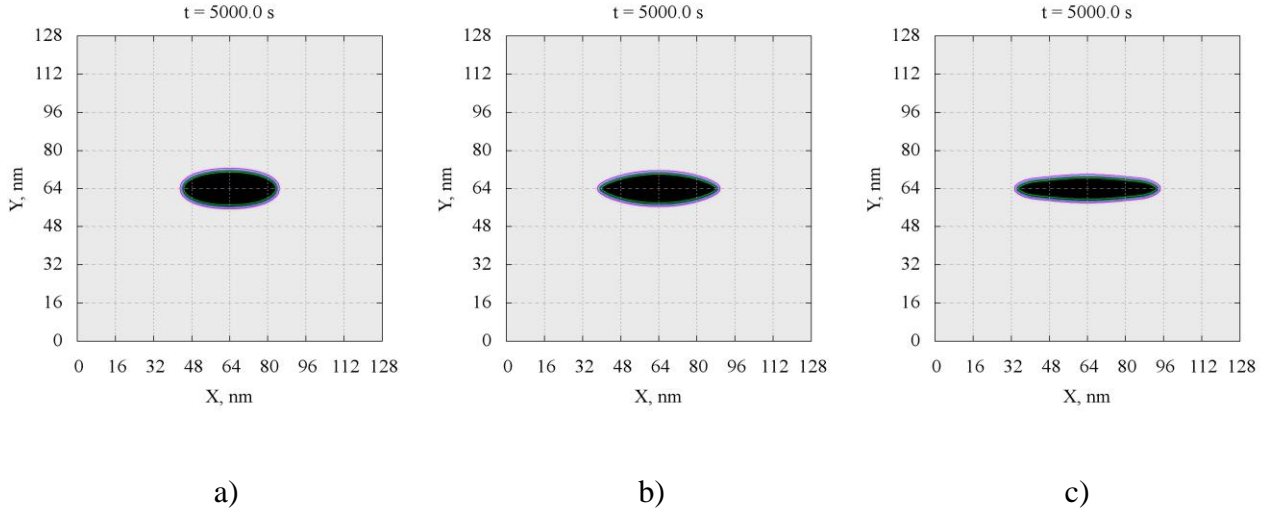 t = 5000.0 s
128
112
96
80
64
48
32
16
0
Y, nm
0 16 32 48 64 80 96 112 128
X, nm
a)
t = 5000.0 s
128
112
96
80
64
48
32
16
0
Y, nm
0 16 32 48 64 80 96 112 128
X, nm
b)
t = 5000.0 s
128
112
96
80
64
48
32
16
0
Y, nm
0 16 32 48 64 80 96 112 128
X, nm
c)